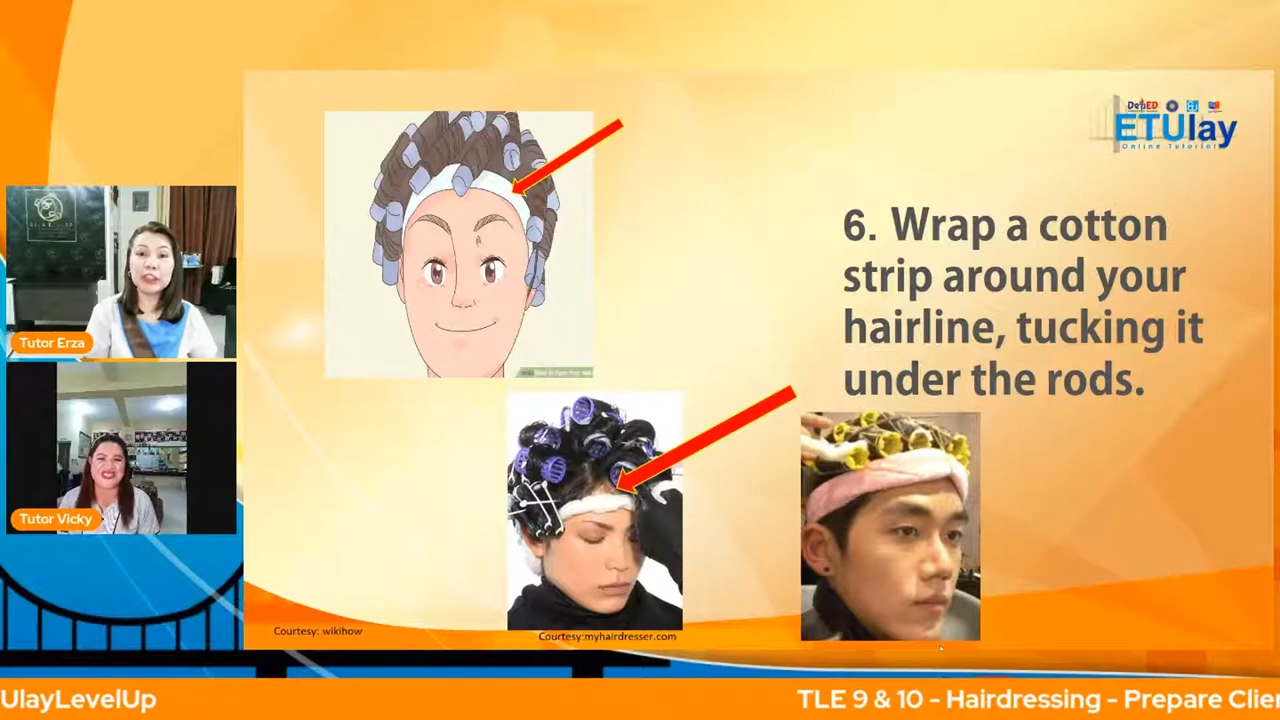 DepED
ETUlay
Online Tutorial
6. Wrap a cotton
strip around your
hairline, tucking it
under the rods.
Tutor Erza
Tutor Vicky
Courtesy: wikihow
Courtesy:myhairdresser.com
UlayLevelUp
TLE 9 & 10 - Hairdressing - Prepare Clien